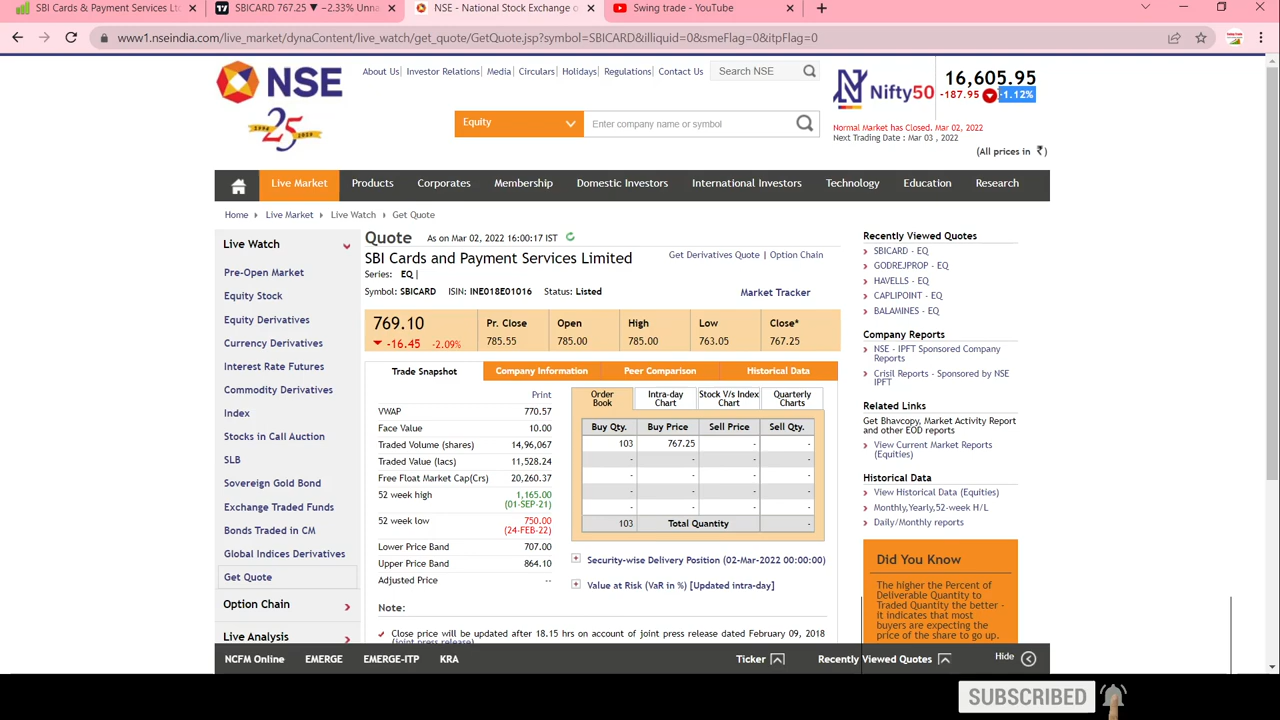 SBI Cards & Payment Services Ltd
SBICARD 767.25 ▼ −2.33% Unna
NSE - National Stock Exchange o
Swing trade - YouTube
www1.nseindia.com/live_market/dynaContent/live_watch/get_quote/GetQuote.jsp?symbol=SBICARD&illiquid=0&smeFlag=0&itpFlag=0
NSE
25
About Us| Investor Relations| Media| Circulars| Holidays| Regulations| Contact Us
Search NSE
Equity
Enter company name or symbol
Nifty50
16,605.95
-187.95 -1.12%
Normal Market has Closed. Mar 02, 2022
Next Trading Date : Mar 03 , 2022
(All prices in ₹)
Live Market Products Corporates Membership Domestic Investors International Investors Technology Education Research
Home Live Market Live Watch Get Quote
Live Watch
Pre-Open Market
Equity Stock
Equity Derivatives
Currency Derivatives
Interest Rate Futures
Commodity Derivatives
Index
Stocks in Call Auction
SLB
Sovereign Gold Bond
Exchange Traded Funds
Bonds Traded in CM
Global Indices Derivatives
Get Quote
Option Chain
Live Analysis
Quote As on Mar 02, 2022 16:00:17 IST
SBI Cards and Payment Services Limited
Get Derivatives Quote | Option Chain
Series: EQ |
Symbol: SBICARD ISIN: INE018E01016 Status: Listed
Market Tracker
769.10 Pr. Close Open High Low Close*
-16.45 -2.09% 785.55 785.00 785.00 763.05 767.25
Trade Snapshot Company Information Peer Comparison Historical Data
Print
VWAP 770.57
Face Value 10.00
Traded Volume (shares) 14,96,067
Traded Value (lacs) 11,528.24
Free Float Market Cap(Crs) 20,260.37
52 week high 1,165.00
(01-SEP-21)
52 week low 750.00
(24-FEB-22)
Lower Price Band 707.00
Upper Price Band 864.10
Adjusted Price --
Order Book
Intra-day Chart
Stock V/s Index Chart
Quarterly Charts
Buy Qty. Buy Price Sell Price Sell Qty.
103 767.25 - -
- - - -
- - - -
- - - -
- - - -
103 Total Quantity -
Security-wise Delivery Position (02-Mar-2022 00:00:00)
Value at Risk (VaR in %) [Updated intra-day]
Note:
Close price will be updated after 18.15 hrs on account of joint press release dated February 09, 2018
(joint press release)
Recently Viewed Quotes
SBICARD - EQ
GODREJPROP - EQ
HAVELLS - EQ
CAPLIPOINT - EQ
BALAMINES - EQ
Company Reports
NSE - IPFT Sponsored Company
Reports
Crisil Reports - Sponsored by NSE
IPFT
Related Links
Get Bhavcopy, Market Activity Report
and other EOD reports
View Current Market Reports
(Equities)
Historical Data
View Historical Data (Equities)
Monthly,Yearly,52-week H/L
Daily/Monthly reports
Did You Know
The higher the Percent of
Deliverable Quantity to
Traded Quantity the better -
it indicates that most
buyers are expecting the
price of the share to go up.
NCFM Online EMERGE EMERGE-ITP KRA
Ticker
Recently Viewed Quotes
Hide
SUBSCRIBED